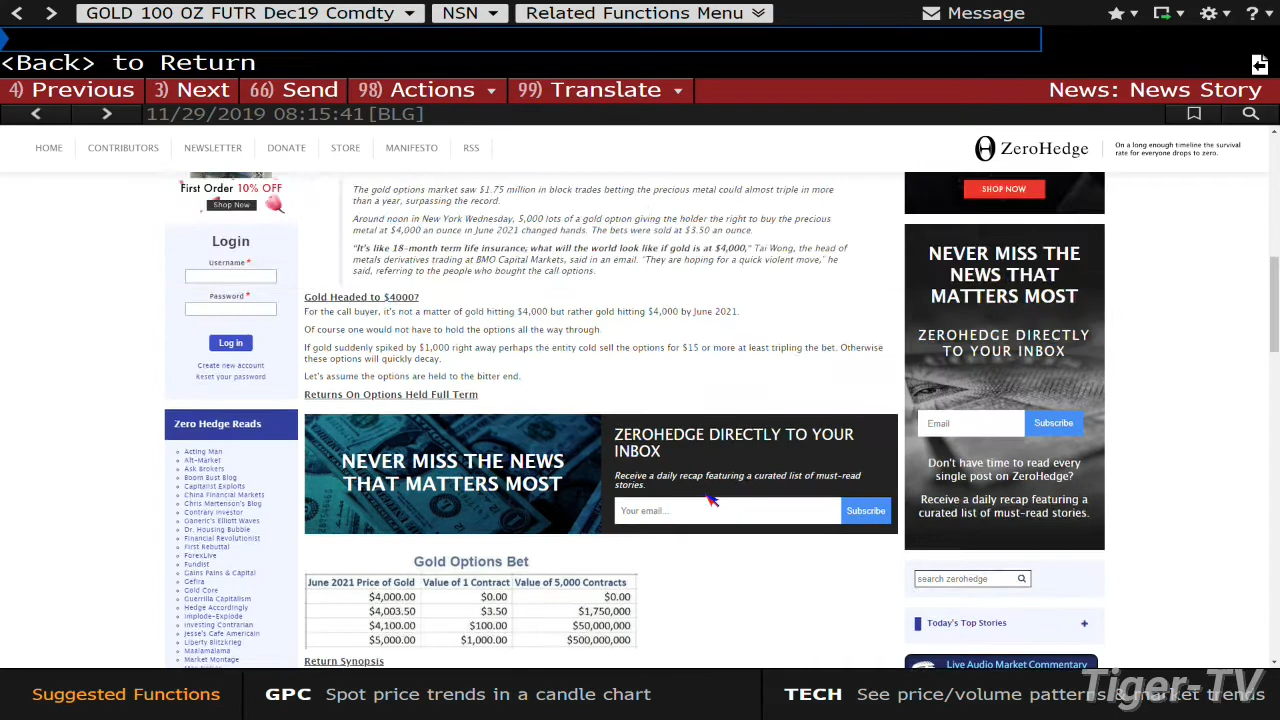 GOLD 100 OZ FUTR Dec19 Comdty NSN Related Functions Menu Message
<Back> to Return
4) Previous 3) Next 66) Send 98) Actions 99) Translate News: News Story
11/29/2019 08:15:41 [BLG]
HOME CONTRIBUTORS NEWSLETTER DONATE STORE MANIFESTO RSS
ZeroHedge
On a long enough timeline the survival
rate for everyone drops to zero.
First Order 10% OFF
Shop Now
Login
Username *
Password *
Log in
Create new account
Reset your password
Zero Hedge Reads
Acting Man
Alt-Market
Ask Brokers
Boom Bust Blog
Capitalist Exploits
China Financial Markets
Chris Martenson's Blog
Contrary Investor
Daneric's Elliott Waves
Dr. Housing Bubble
Financial Revolutionist
First Rebuttal
ForexLive
Fundist
Gains Pains & Capital
Gefira
Gold Core
Guerrilla Capitalism
Hedge Accordingly
Implode-Explode
Investing Contrarian
Jesse's Cafe Americain
Liberty Blitzkrieg
Maalamalama
Market Montage
The gold options market saw $1.75 million in block trades betting the precious metal could almost triple in more
than a year, surpassing the record.
Around noon in New York Wednesday, 5,000 lots of a gold option giving the holder the right to buy the precious
metal at $4,000 an ounce in June 2021 changed hands. The bets were sold at $3.50 an ounce.
"It's like 18-month term life insurance; what will the world look like if gold is at $4,000," Tai Wong, the head of
metals derivatives trading at BMO Capital Markets, said in an email. 'They are hoping for a quick violent move,' he
said, referring to the people who bought the call options.
Gold Headed to $4000?
For the call buyer, it's not a matter of gold hitting $4,000 but rather gold hitting $4,000 by June 2021.
Of course one would not have to hold the options all the way through.
If gold suddenly spiked by $1,000 right away perhaps the entity cold sell the options for $15 or more at least tripling the bet. Otherwise
these options will quickly decay.
Let's assume the options are held to the bitter end.
Returns On Options Held Full Term
NEVER MISS THE NEWS
THAT MATTERS MOST
ZEROHEDGE DIRECTLY TO YOUR
INBOX
Receive a daily recap featuring a curated list of must-read
stories.
Your email... Subscribe
Gold Options Bet
June 2021 Price of Gold Value of 1 Contract Value of 5,000 Contracts
$4,000.00 $0.00 $0.00
$4,003.50 $3.50 $1,750,000
$4,100.00 $100.00 $50,000,000
$5,000.00 $1,000.00 $500,000,000
Return Synopsis
SHOP NOW
NEVER MISS THE
NEWS THAT
MATTERS MOST
ZEROHEDGE DIRECTLY
TO YOUR INBOX
Email Subscribe
Don't have time to read every
single post on ZeroHedge?
Receive a daily recap featuring a
curated list of must-read stories.
search zerohedge
Today's Top Stories +
Live Audio Market Commentary
Suggested Functions GPC Spot price trends in a candle chart TECH See price/volume patterns & market trends
Tiger-TV